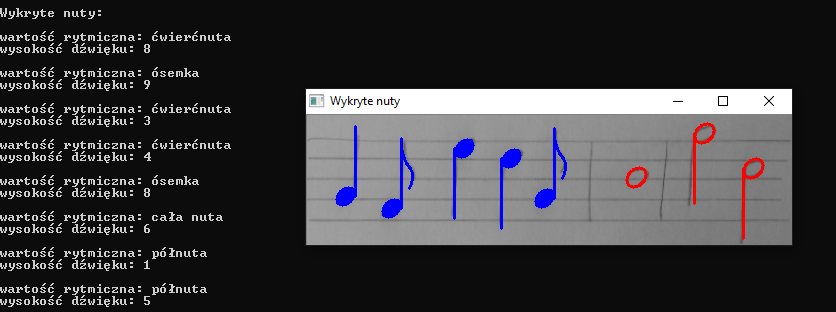 Wykryte nuty:
wartość rytmiczna: ćwierćnuta
wysokość dźwięku: 8
wartość rytmiczna: ósemka
wysokość dźwięku: 9
wartość rytmiczna: ćwierćnuta
wysokość dźwięku: 3
wartość rytmiczna: ćwierćnuta
wysokość dźwięku: 4
wartość rytmiczna: ósemka
wysokość dźwięku: 8
wartość rytmiczna: cała nuta
wysokość dźwięku: 6
wartość rytmiczna: półnuta
wysokość dźwięku: 1
wartość rytmiczna: półnuta
wysokość dźwięku: 5
Wykryte nuty